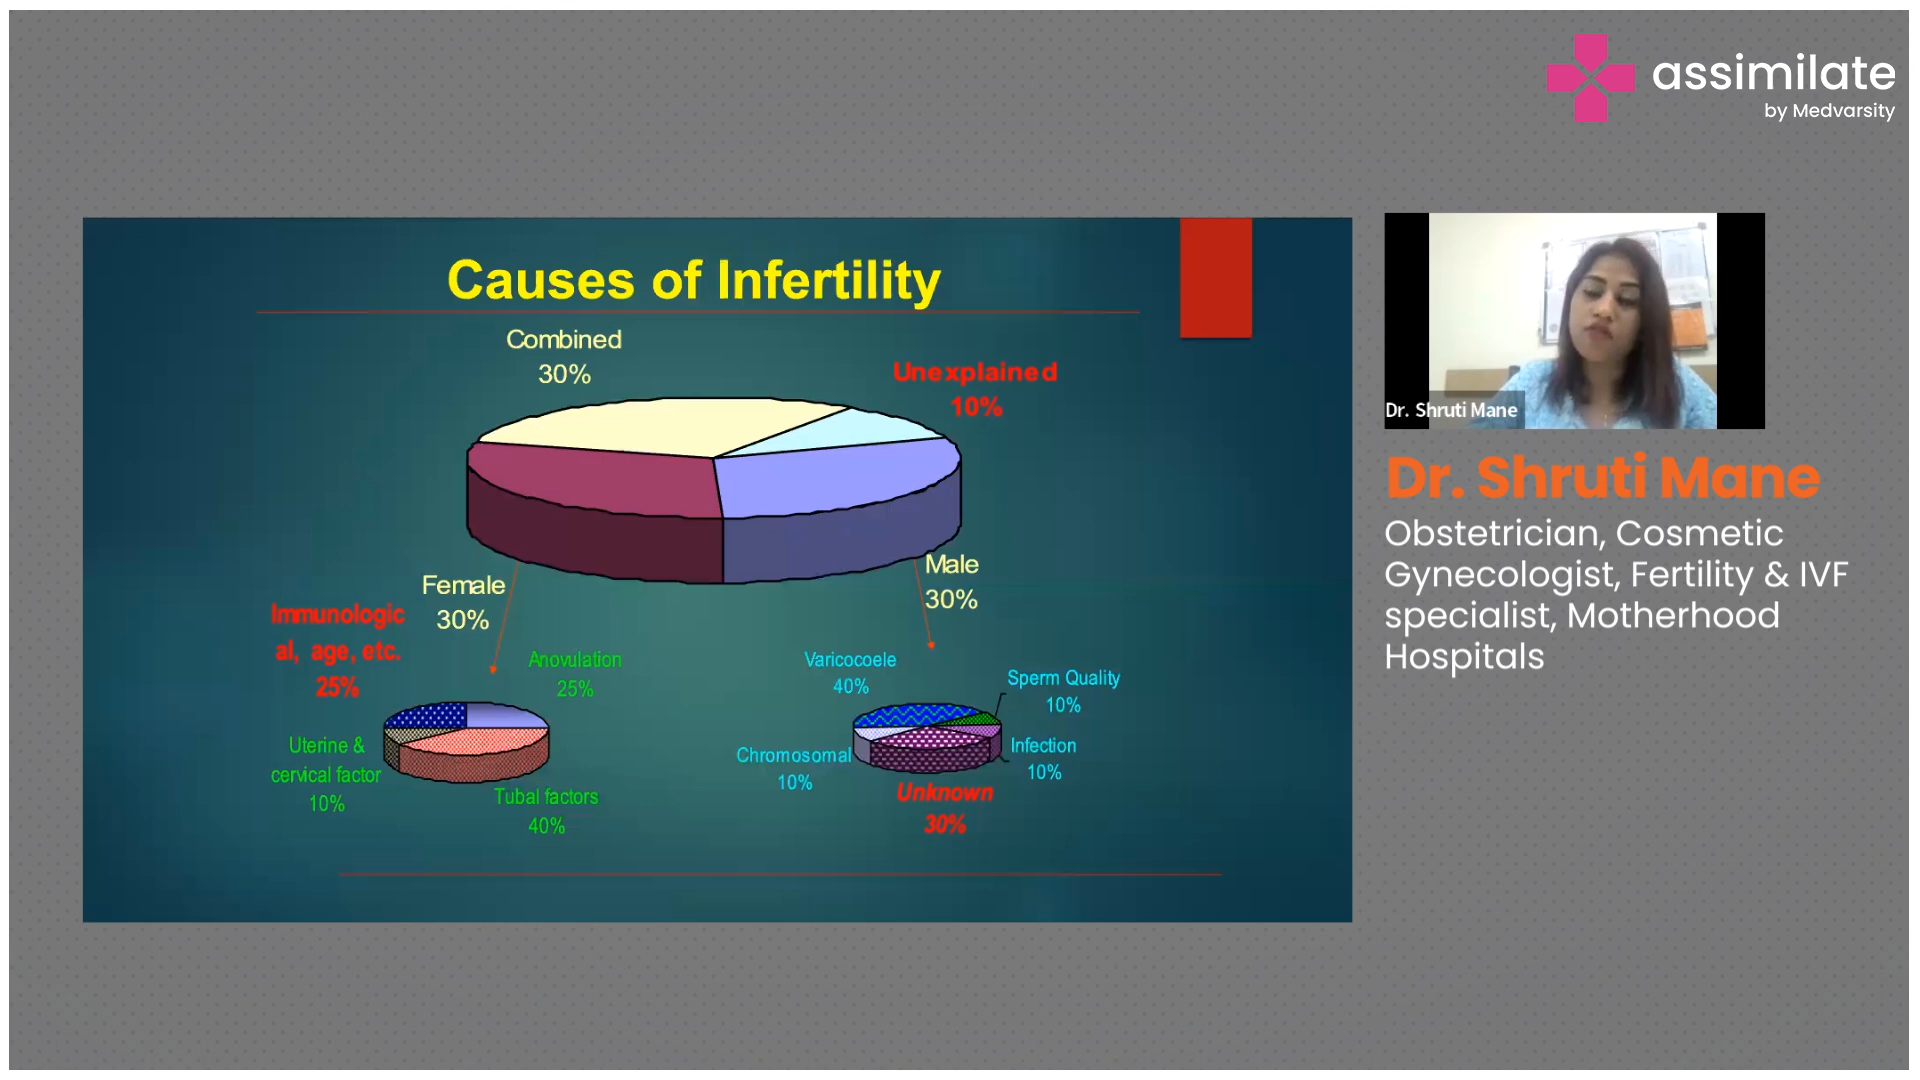 assimilate
by Medvarsity
Causes of Infertility
Combined
30%
Unexplained
10%
Female
30%
Male
30%
Immunologic
al, age, etc.
25%
Anovulation
25%
Uterine &
cervical factor
10%
Tubal factors
40%
Varicocoele
40%
Sperm Quality
10%
Chromosomal
10%
Infection
10%
Unknown
30%
Dr. Shruti Mane
Dr. Shruti Mane
Obstetrician, Cosmetic
Gynecologist, Fertility & IVF
specialist, Motherhood
Hospitals